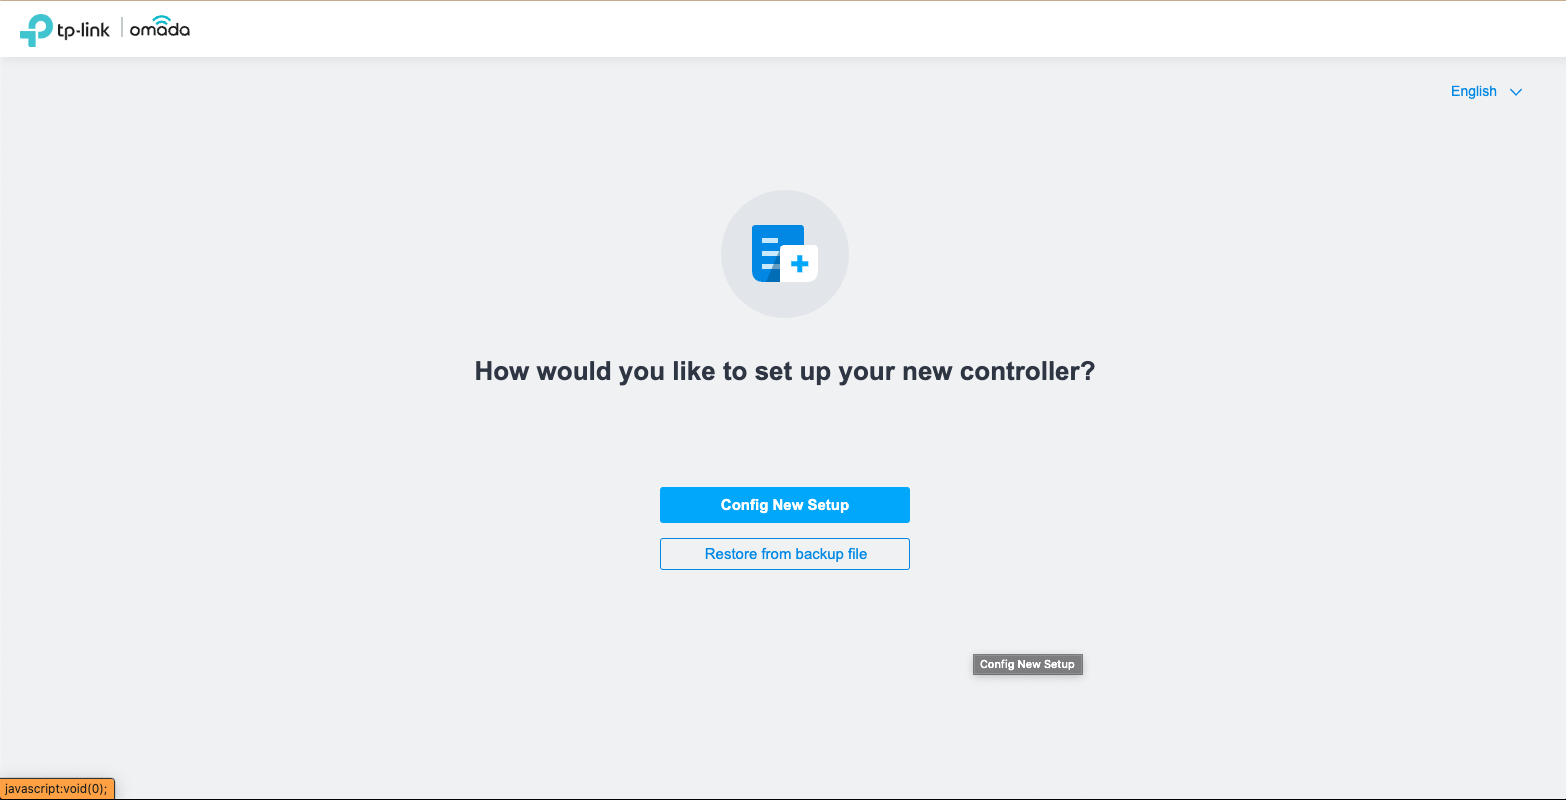 tp-link | omada
English
How would you like to set up your new controller?
Config New Setup
Restore from backup file
Config New Setup
javascript:void(0);